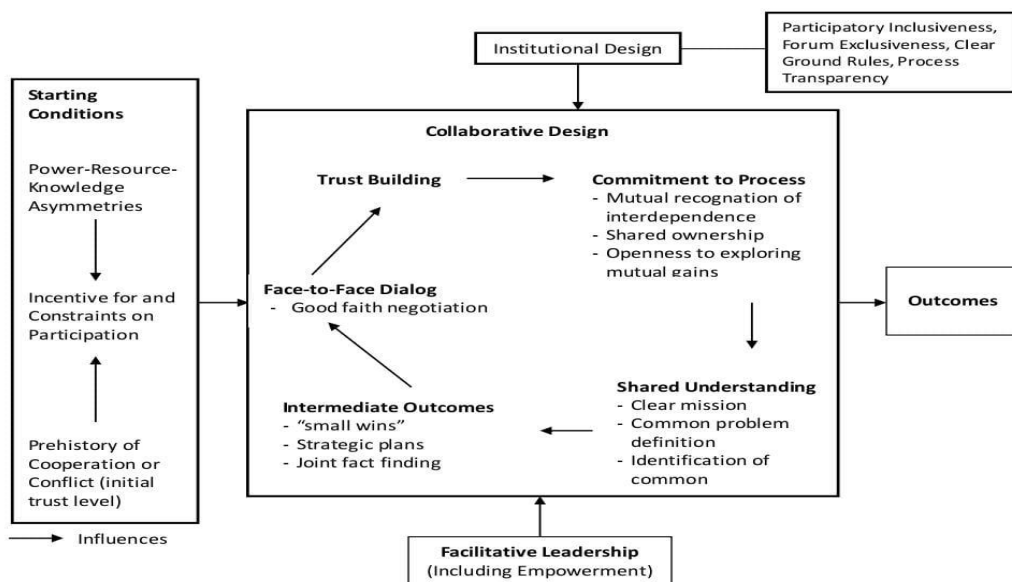 Participatory Inclusiveness,
Forum Exclusiveness, Clear
Ground Rules, Process
Transparency
Institutional Design
Starting
Conditions
Power-Resource-
Knowledge
Asymmetries
Incentive for and
Constraints on
Participation
Prehistory of
Cooperation or
Conflict (initial
trust level)
Influences
Collaborative Design
Trust Building
Commitment to Process
- Mutual recognition of
interdependence
- Shared ownership
- Openness to exploring
mutual gains
Face-to-Face Dialog
- Good faith negotiation
Intermediate Outcomes
- “small wins”
- Strategic plans
- Joint fact finding
Shared Understanding
- Clear mission
- Common problem
definition
- Identification of
common
Outcomes
Facilitative Leadership
(Including Empowerment)